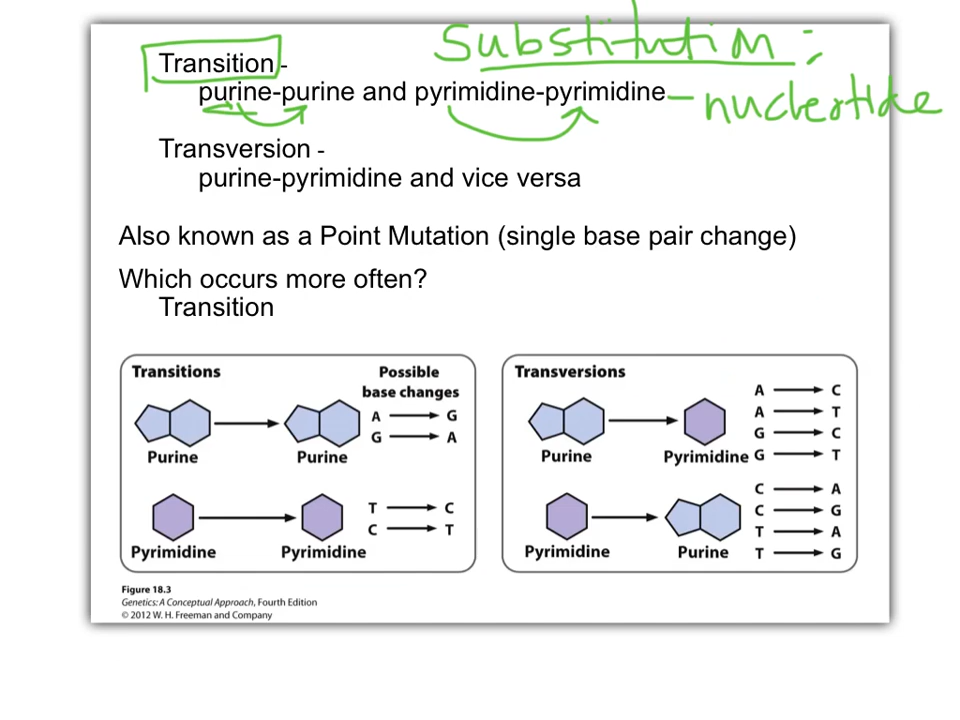 Substitution :
Transition -
purine-purine and pyrimidine-pyrimidine
- nucleotide
Transversion -
purine-pyrimidine and vice versa
Also known as a Point Mutation (single base pair change)
Which occurs more often?
Transition
Transitions
Possible
base changes
A → G
G → A
Purine
Purine
T → C
C → T
Pyrimidine
Pyrimidine
Transversions
A → C
A → T
G → C
G → T
Purine
Pyrimidine
C → A
C → G
T → A
T → G
Pyrimidine
Purine
Figure 18.3
Genetics: A Conceptual Approach, Fourth Edition
© 2012 W. H. Freeman and Company